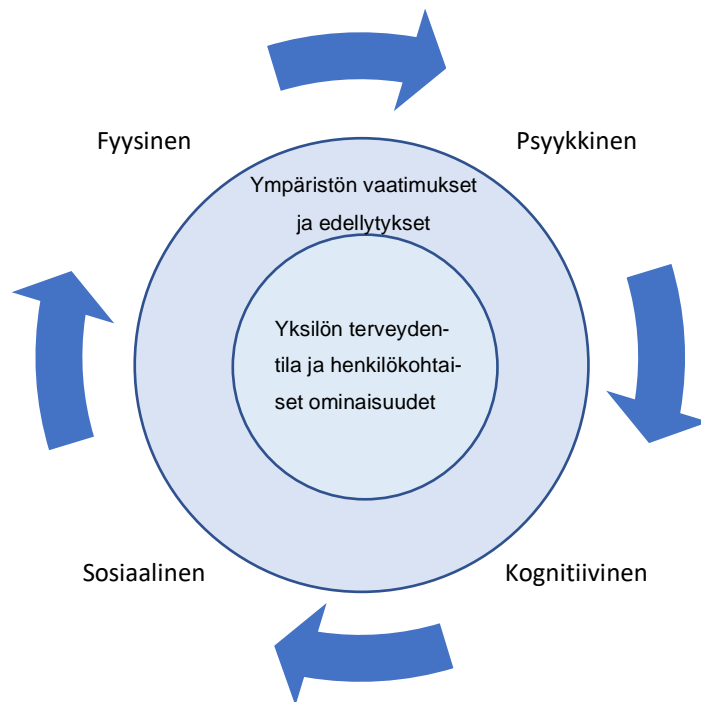 Fyysinen
Psyykkinen
Ympäristön vaatimukset
ja edellytykset
Yksilön terveyden-
tila ja henkilökohtai-
set ominaisuudet
Sosiaalinen
Kognitiivinen